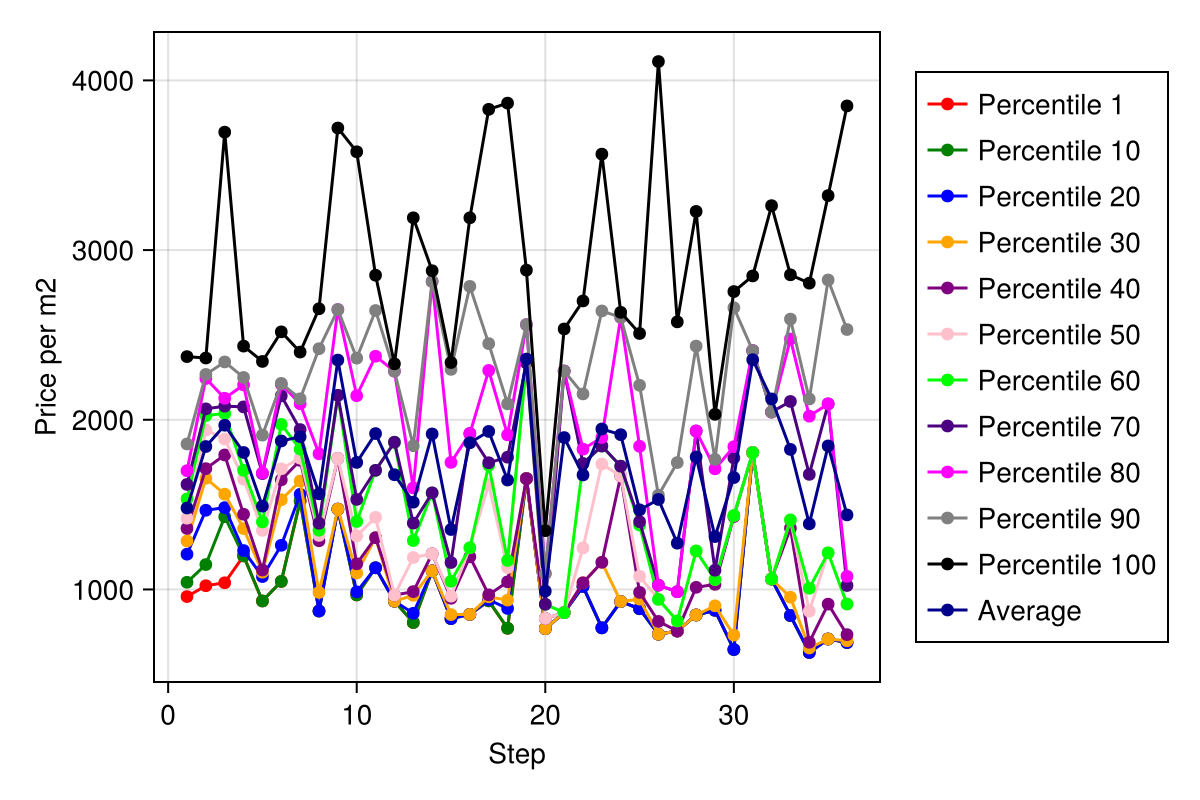 4000
3000
2000
1000
Price per m2
0
10
20
30
Step
Percentile 1
Percentile 10
Percentile 20
Percentile 30
Percentile 40
Percentile 50
Percentile 60
Percentile 70
Percentile 80
Percentile 90
Percentile 100
Average